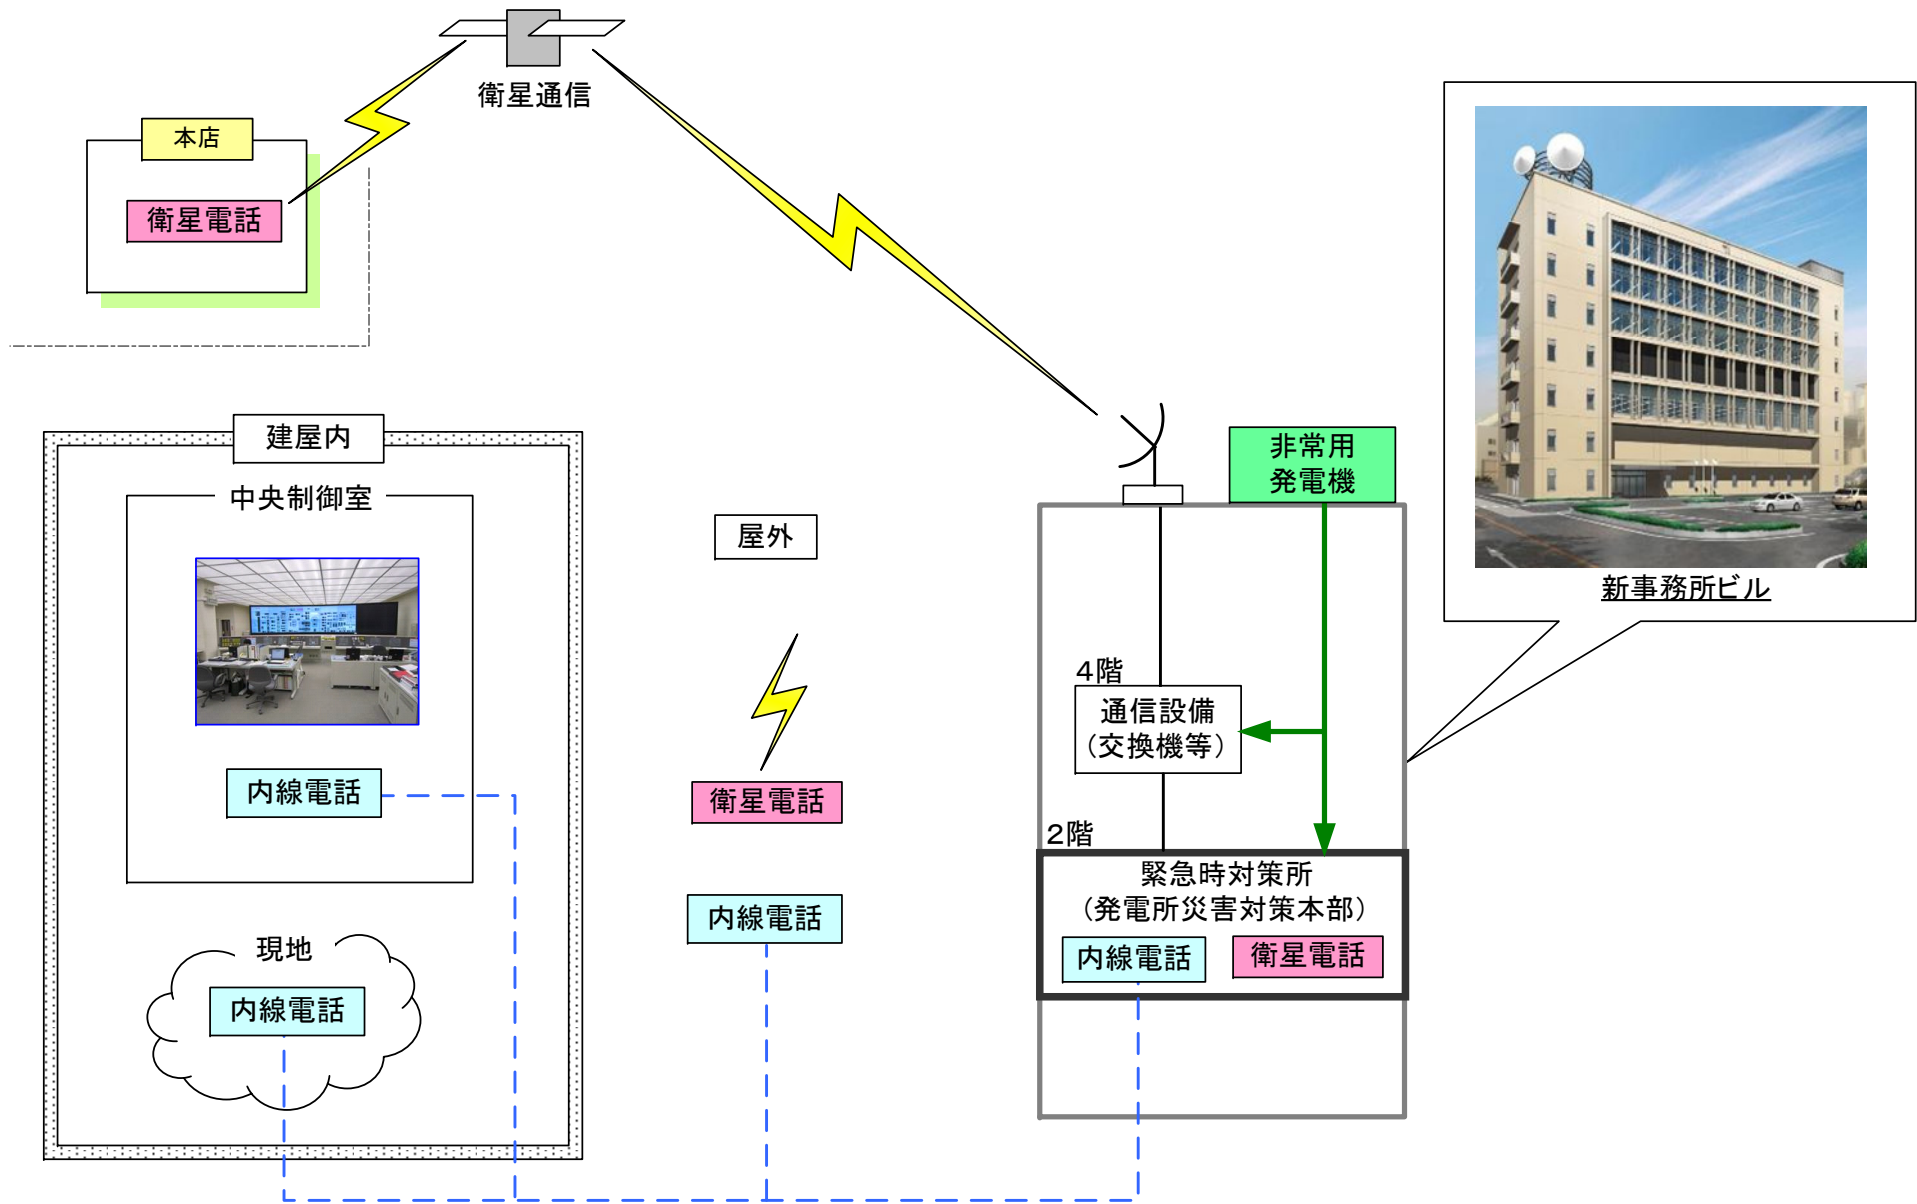 衛星通信
本店
衛星電話
建屋内
中央制御室
内線電話
現地
内線電話
屋外
衛星電話
内線電話
非常用
発電機
4階
通信設備
（交換機等）
2階
緊急時対策所
（発電所災害対策本部）
内線電話
衛星電話
新事務所ビル